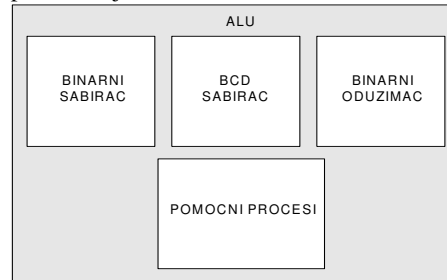 ALU
BINARNI
SABIRAC
BCD
SABIRAC
BINARNI
ODUZIMAC
POMOCNI PROCESI